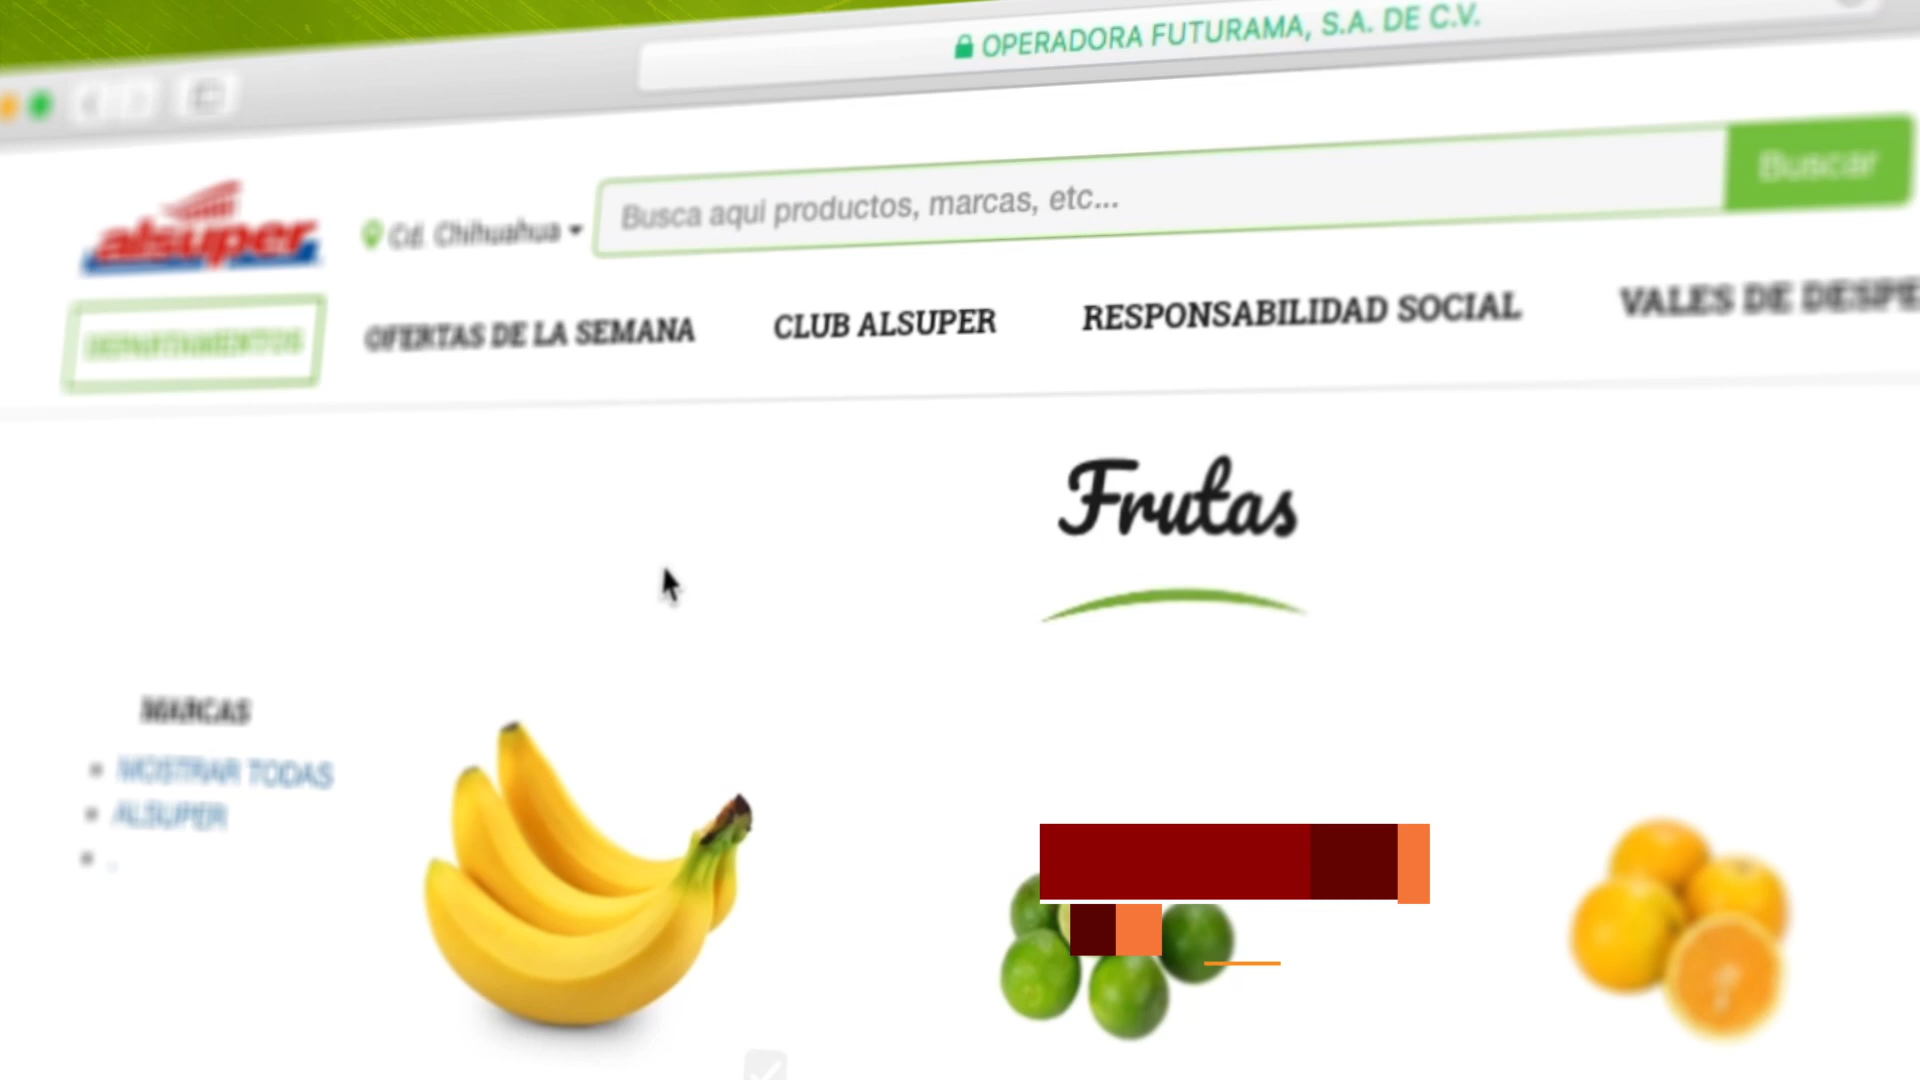 OPERADORA FUTURAMA, S.A. DE C.V.
alsuper
Cd. Chihuahua
Busca aqui productos, marcas, etc...
Buscar
DEPARTAMENTOS
OFERTAS DE LA SEMANA
CLUB ALSUPER
RESPONSABILIDAD SOCIAL
VALES DE DESPE
Frutas
MARCAS
MOSTRAR TODAS
ALSUPER